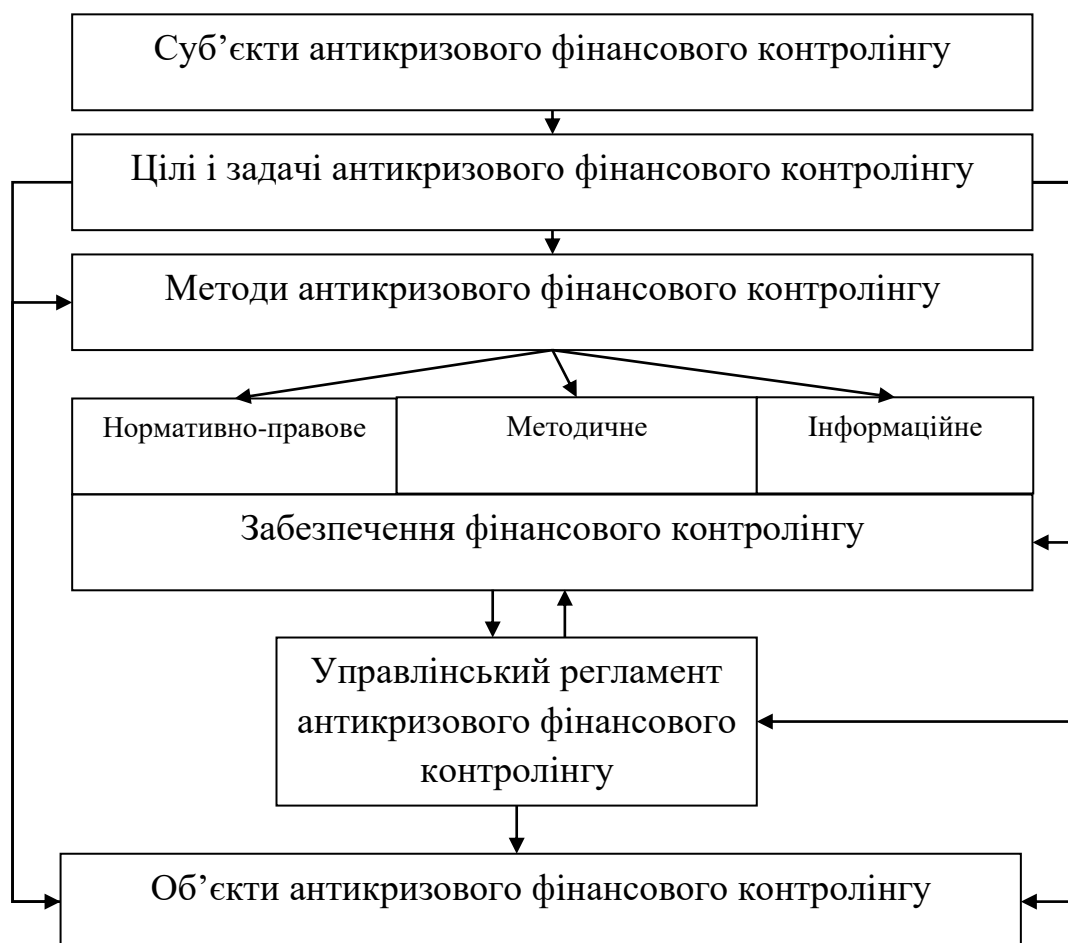 Суб’єкти антикризового фінансового контролінгу
Цілі і задачі антикризового фінансового контролінгу
Методи антикризового фінансового контролінгу
Нормативно-правове
Методичне
Інформаційне
Забезпечення фінансового контролінгу
Управлінський регламент
антикризового фінансового
контролінгу
Об’єкти антикризового фінансового контролінгу